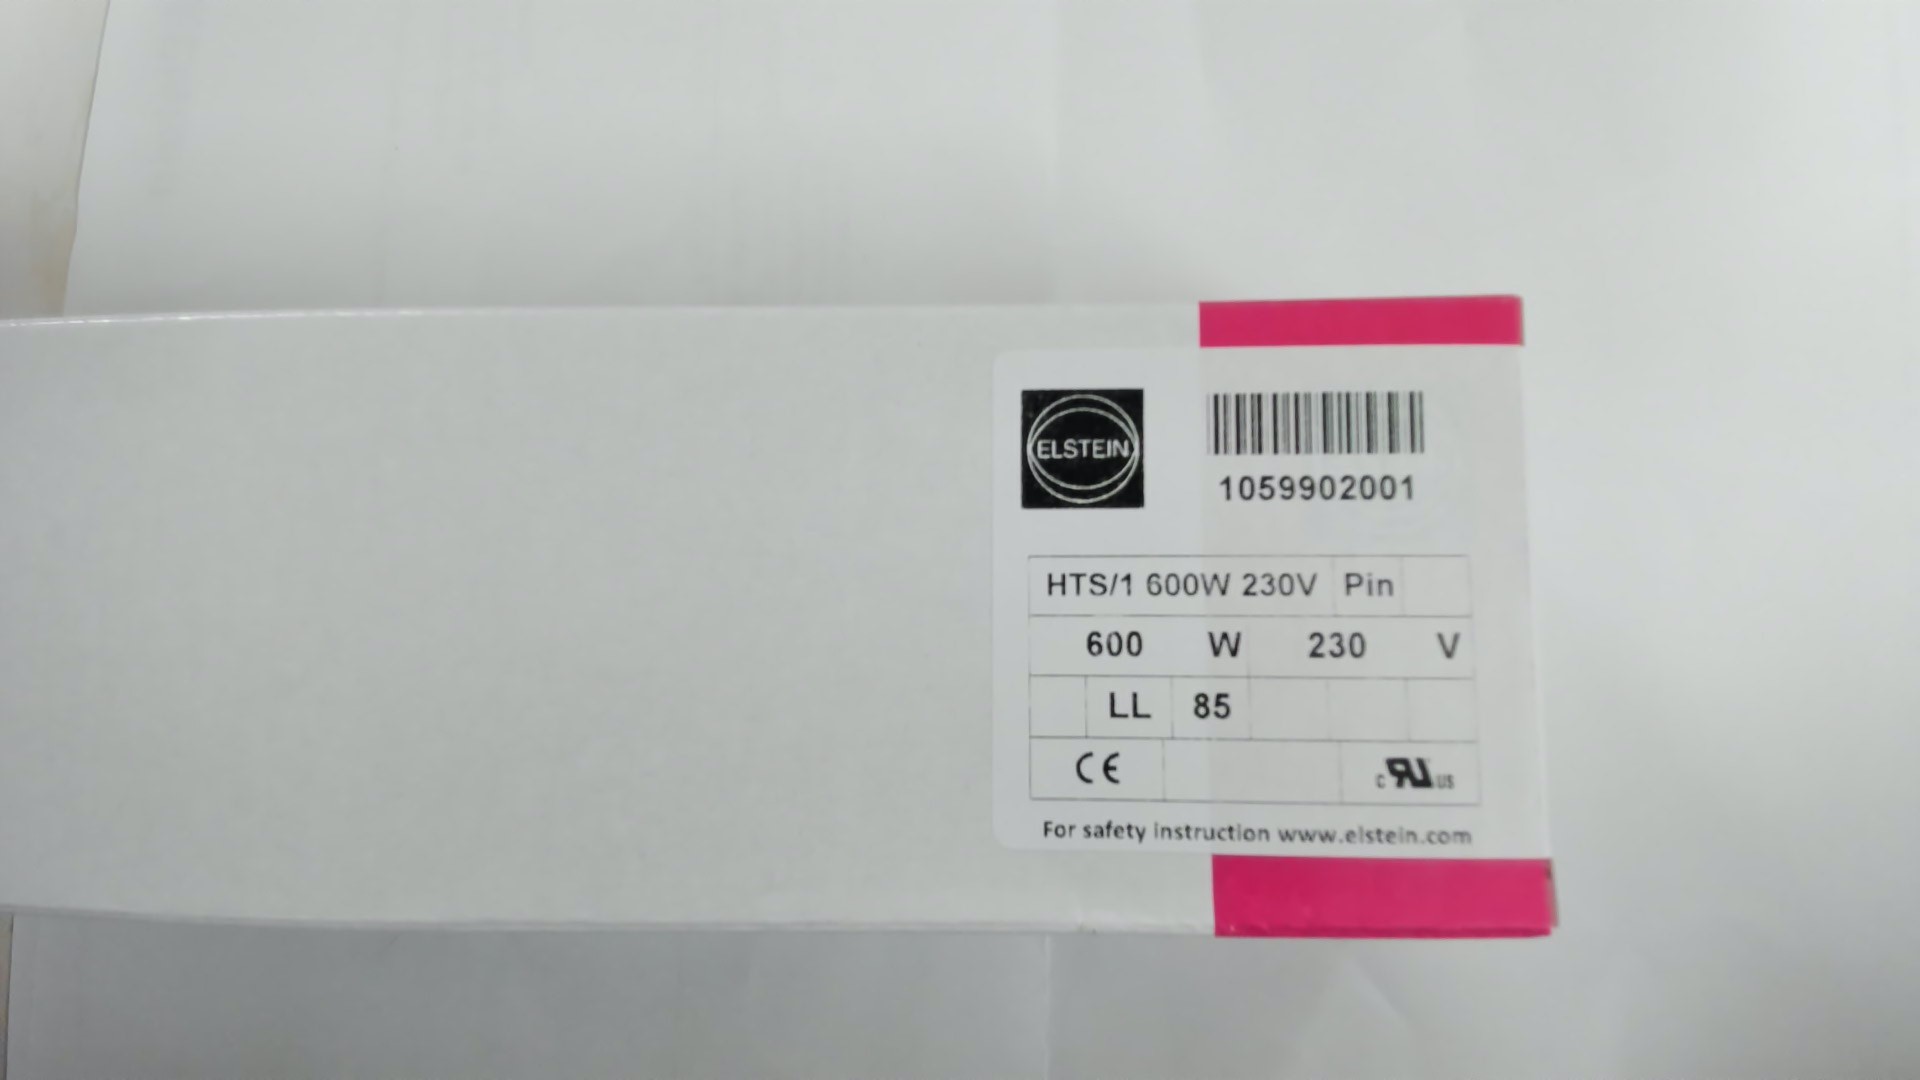 ELSTEIN
1059902001
HTS/1 600W 230V Pin
600 W 230 V
LL 85
CE c RU US
For safety instruction www.elstein.com